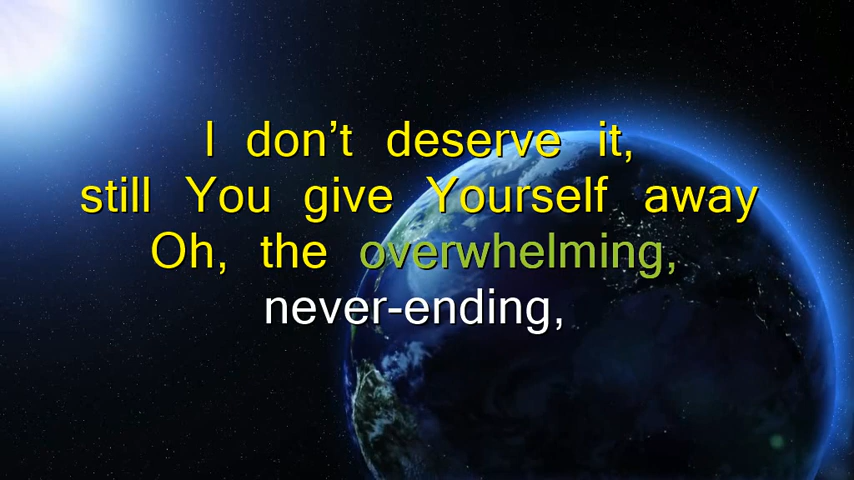 I don’t deserve it,
still You give Yourself away
Oh, the overwhelming,
never-ending,